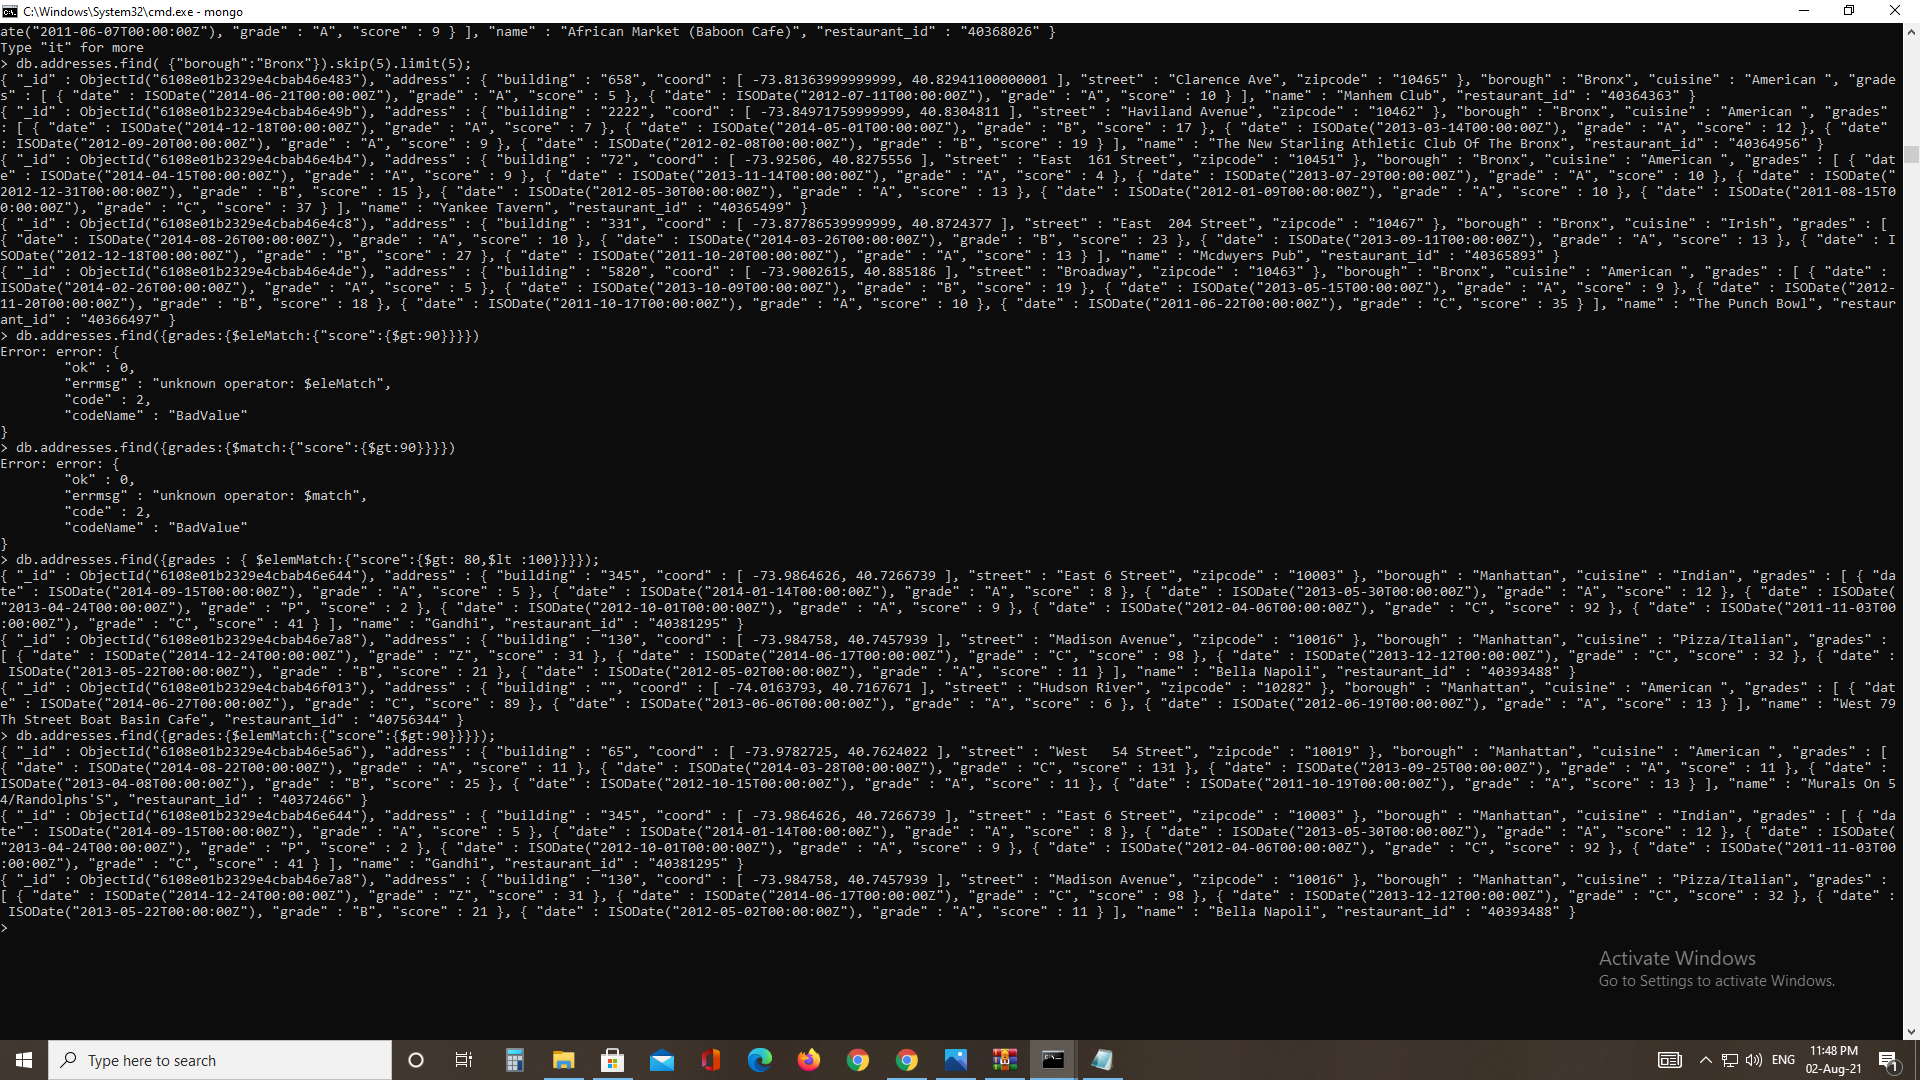 C:\Windows\System32\cmd.exe - mongo
ate("2011-06-07T00:00:00Z"), "grade" : "A", "score" : 9 } ], "name" : "African Market (Baboon Cafe)", "restaurant_id" : "40368026" }
Type "it" for more
> db.addresses.find( {"borough":"Bronx"}).skip(5).limit(5);
{ "_id" : ObjectId("6108e01b2329e4cbab46e483"), "address" : { "building" : "658", "coord" : [ -73.81363999999999, 40.82941100000001 ], "street" : "Clarence Ave", "zipcode" : "10465" }, "borough" : "Bronx", "cuisine" : "American ", "grade
s" : [ { "date" : ISODate("2014-06-21T00:00:00Z"), "grade" : "A", "score" : 5 }, { "date" : ISODate("2012-07-11T00:00:00Z"), "grade" : "A", "score" : 10 } ], "name" : "Manhem Club", "restaurant_id" : "40364363" }
{ "_id" : ObjectId("6108e01b2329e4cbab46e49b"), "address" : { "building" : "2222", "coord" : [ -73.84971759999999, 40.8304811 ], "street" : "Haviland Avenue", "zipcode" : "10462" }, "borough" : "Bronx", "cuisine" : "American ", "grades"
: [ { "date" : ISODate("2014-12-18T00:00:00Z"), "grade" : "A", "score" : 7 }, { "date" : ISODate("2014-05-01T00:00:00Z"), "grade" : "B", "score" : 17 }, { "date" : ISODate("2013-03-14T00:00:00Z"), "grade" : "A", "score" : 12 }, { "date"
: ISODate("2012-09-20T00:00:00Z"), "grade" : "A", "score" : 9 }, { "date" : ISODate("2012-02-08T00:00:00Z"), "grade" : "B", "score" : 19 } ], "name" : "The New Starling Athletic Club Of The Bronx", "restaurant_id" : "40364956" }
{ "_id" : ObjectId("6108e01b2329e4cbab46e4b4"), "address" : { "building" : "72", "coord" : [ -73.92506, 40.8275556 ], "street" : "East  161 Street", "zipcode" : "10451" }, "borough" : "Bronx", "cuisine" : "American ", "grades" : [ { "dat
e" : ISODate("2014-04-15T00:00:00Z"), "grade" : "A", "score" : 9 }, { "date" : ISODate("2013-11-14T00:00:00Z"), "grade" : "A", "score" : 4 }, { "date" : ISODate("2013-07-29T00:00:00Z"), "grade" : "A", "score" : 10 }, { "date" : ISODate("
2012-12-31T00:00:00Z"), "grade" : "B", "score" : 15 }, { "date" : ISODate("2012-05-30T00:00:00Z"), "grade" : "A", "score" : 13 }, { "date" : ISODate("2012-01-09T00:00:00Z"), "grade" : "A", "score" : 10 }, { "date" : ISODate("2011-08-15T0
0:00:00Z"), "grade" : "C", "score" : 37 } ], "name" : "Yankee Tavern", "restaurant_id" : "40365499" }
{ "_id" : ObjectId("6108e01b2329e4cbab46e4c8"), "address" : { "building" : "331", "coord" : [ -73.87786539999999, 40.8724377 ], "street" : "East  204 Street", "zipcode" : "10467" }, "borough" : "Bronx", "cuisine" : "Irish", "grades" : [
{ "date" : ISODate("2014-08-26T00:00:00Z"), "grade" : "A", "score" : 10 }, { "date" : ISODate("2014-03-26T00:00:00Z"), "grade" : "B", "score" : 23 }, { "date" : ISODate("2013-09-11T00:00:00Z"), "grade" : "A", "score" : 13 }, { "date" : I
SODate("2012-12-18T00:00:00Z"), "grade" : "B", "score" : 27 }, { "date" : ISODate("2011-10-20T00:00:00Z"), "grade" : "A", "score" : 13 } ], "name" : "Mcdwyers Pub", "restaurant_id" : "40365893" }
{ "_id" : ObjectId("6108e01b2329e4cbab46e4de"), "address" : { "building" : "5820", "coord" : [ -73.9002615, 40.885186 ], "street" : "Broadway", "zipcode" : "10463" }, "borough" : "Bronx", "cuisine" : "American ", "grades" : [ { "date" :
ISODate("2014-02-26T00:00:00Z"), "grade" : "A", "score" : 5 }, { "date" : ISODate("2013-10-09T00:00:00Z"), "grade" : "B", "score" : 19 }, { "date" : ISODate("2013-05-15T00:00:00Z"), "grade" : "A", "score" : 9 }, { "date" : ISODate("2012-
11-20T00:00:00Z"), "grade" : "B", "score" : 18 }, { "date" : ISODate("2011-10-17T00:00:00Z"), "grade" : "A", "score" : 10 }, { "date" : ISODate("2011-06-22T00:00:00Z"), "grade" : "C", "score" : 35 } ], "name" : "The Punch Bowl", "restaur
ant_id" : "40366497" }
> db.addresses.find({grades:{$eleMatch:{"score":{$gt:90}}}})
Error: error: {
        "ok" : 0,
        "errmsg" : "unknown operator: $eleMatch",
        "code" : 2,
        "codeName" : "BadValue"
}
> db.addresses.find({grades:{$match:{"score":{$gt:90}}}})
Error: error: {
        "ok" : 0,
        "errmsg" : "unknown operator: $match",
        "code" : 2,
        "codeName" : "BadValue"
}
> db.addresses.find({grades : { $elemMatch:{"score":{$gt: 80,$lt :100}}}});
{ "_id" : ObjectId("6108e01b2329e4cbab46e644"), "address" : { "building" : "345", "coord" : [ -73.9864626, 40.7266739 ], "street" : "East 6 Street", "zipcode" : "10003" }, "borough" : "Manhattan", "cuisine" : "Indian", "grades" : [ { "da
te" : ISODate("2014-09-15T00:00:00Z"), "grade" : "A", "score" : 5 }, { "date" : ISODate("2014-01-14T00:00:00Z"), "grade" : "A", "score" : 8 }, { "date" : ISODate("2013-05-30T00:00:00Z"), "grade" : "A", "score" : 12 }, { "date" : ISODate(
"2013-04-24T00:00:00Z"), "grade" : "P", "score" : 2 }, { "date" : ISODate("2012-10-01T00:00:00Z"), "grade" : "A", "score" : 9 }, { "date" : ISODate("2012-04-06T00:00:00Z"), "grade" : "C", "score" : 92 }, { "date" : ISODate("2011-11-03T00
:00:00Z"), "grade" : "C", "score" : 41 } ], "name" : "Gandhi", "restaurant_id" : "40381295" }
{ "_id" : ObjectId("6108e01b2329e4cbab46e7a8"), "address" : { "building" : "130", "coord" : [ -73.984758, 40.7457939 ], "street" : "Madison Avenue", "zipcode" : "10016" }, "borough" : "Manhattan", "cuisine" : "Pizza/Italian", "grades" :
[ { "date" : ISODate("2014-12-24T00:00:00Z"), "grade" : "Z", "score" : 31 }, { "date" : ISODate("2014-06-17T00:00:00Z"), "grade" : "C", "score" : 98 }, { "date" : ISODate("2013-12-12T00:00:00Z"), "grade" : "C", "score" : 32 }, { "date" :
 ISODate("2013-05-22T00:00:00Z"), "grade" : "B", "score" : 21 }, { "date" : ISODate("2012-05-02T00:00:00Z"), "grade" : "A", "score" : 11 } ], "name" : "Bella Napoli", "restaurant_id" : "40393488" }
{ "_id" : ObjectId("6108e01b2329e4cbab46f013"), "address" : { "building" : "", "coord" : [ -74.0163793, 40.7167671 ], "street" : "Hudson River", "zipcode" : "10282" }, "borough" : "Manhattan", "cuisine" : "American ", "grades" : [ { "dat
e" : ISODate("2014-06-27T00:00:00Z"), "grade" : "C", "score" : 89 }, { "date" : ISODate("2013-06-06T00:00:00Z"), "grade" : "A", "score" : 6 }, { "date" : ISODate("2012-06-19T00:00:00Z"), "grade" : "A", "score" : 13 } ], "name" : "West 79
Th Street Boat Basin Cafe", "restaurant_id" : "40756344" }
> db.addresses.find({grades:{$elemMatch:{"score":{$gt:90}}}});
{ "_id" : ObjectId("6108e01b2329e4cbab46e5a6"), "address" : { "building" : "65", "coord" : [ -73.9782725, 40.7624022 ], "street" : "West   54 Street", "zipcode" : "10019" }, "borough" : "Manhattan", "cuisine" : "American ", "grades" : [
{ "date" : ISODate("2014-08-22T00:00:00Z"), "grade" : "A", "score" : 11 }, { "date" : ISODate("2014-03-28T00:00:00Z"), "grade" : "C", "score" : 131 }, { "date" : ISODate("2013-09-25T00:00:00Z"), "grade" : "A", "score" : 11 }, { "date" :
ISODate("2013-04-08T00:00:00Z"), "grade" : "B", "score" : 25 }, { "date" : ISODate("2012-10-15T00:00:00Z"), "grade" : "A", "score" : 11 }, { "date" : ISODate("2011-10-19T00:00:00Z"), "grade" : "A", "score" : 13 } ], "name" : "Murals On 5
4/Randolphs'S", "restaurant_id" : "40372466" }
{ "_id" : ObjectId("6108e01b2329e4cbab46e644"), "address" : { "building" : "345", "coord" : [ -73.9864626, 40.7266739 ], "street" : "East 6 Street", "zipcode" : "10003" }, "borough" : "Manhattan", "cuisine" : "Indian", "grades" : [ { "da
te" : ISODate("2014-09-15T00:00:00Z"), "grade" : "A", "score" : 5 }, { "date" : ISODate("2014-01-14T00:00:00Z"), "grade" : "A", "score" : 8 }, { "date" : ISODate("2013-05-30T00:00:00Z"), "grade" : "A", "score" : 12 }, { "date" : ISODate(
"2013-04-24T00:00:00Z"), "grade" : "P", "score" : 2 }, { "date" : ISODate("2012-10-01T00:00:00Z"), "grade" : "A", "score" : 9 }, { "date" : ISODate("2012-04-06T00:00:00Z"), "grade" : "C", "score" : 92 }, { "date" : ISODate("2011-11-03T00
:00:00Z"), "grade" : "C", "score" : 41 } ], "name" : "Gandhi", "restaurant_id" : "40381295" }
{ "_id" : ObjectId("6108e01b2329e4cbab46e7a8"), "address" : { "building" : "130", "coord" : [ -73.984758, 40.7457939 ], "street" : "Madison Avenue", "zipcode" : "10016" }, "borough" : "Manhattan", "cuisine" : "Pizza/Italian", "grades" :
[ { "date" : ISODate("2014-12-24T00:00:00Z"), "grade" : "Z", "score" : 31 }, { "date" : ISODate("2014-06-17T00:00:00Z"), "grade" : "C", "score" : 98 }, { "date" : ISODate("2013-12-12T00:00:00Z"), "grade" : "C", "score" : 32 }, { "date" :
 ISODate("2013-05-22T00:00:00Z"), "grade" : "B", "score" : 21 }, { "date" : ISODate("2012-05-02T00:00:00Z"), "grade" : "A", "score" : 11 } ], "name" : "Bella Napoli", "restaurant_id" : "40393488" }
>
Activate Windows
Go to Settings to activate Windows.
Type here to search
ENG
11:48 PM
02-Aug-21
1